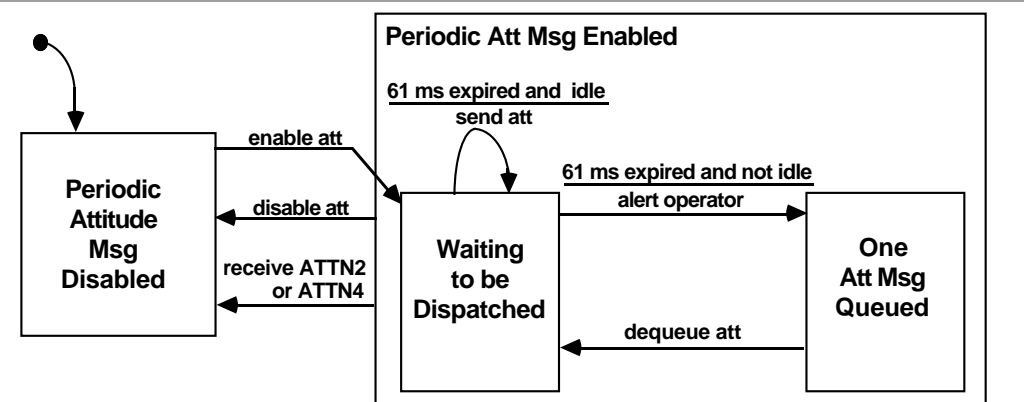 Periodic Att Msg Enabled
61 ms expired and idle
send att
enable att
61 ms expired and not idle
alert operator
Periodic
Attitude
Msg
Disabled
disable att
receive ATTN2
or ATTN4
Waiting
to be
Dispatched
One
Att Msg
Queued
dequeue att